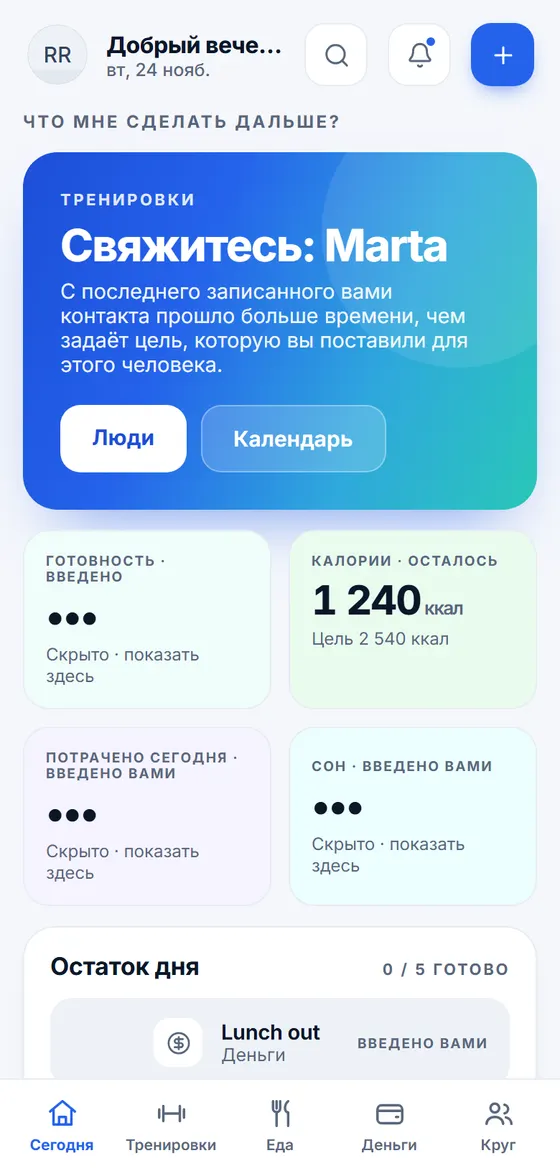 RR
Добрый вече...
вт, 24 нояб.
ЧТО МНЕ СДЕЛАТЬ ДАЛЬШЕ?
ТРЕНИРОВКИ
Свяжитесь: Marta
С последнего записанного вами
контакта прошло больше времени, чем
задаёт цель, которую вы поставили для
этого человека.
Люди
Календарь
ГОТОВНОСТЬ ·
ВВЕДЕНО
•••
Скрыто · показать
здесь
КАЛОРИИ · ОСТАЛОСЬ
1 240 ккал
Цель 2 540 ккал
ПОТРАЧЕНО СЕГОДНЯ ·
ВВЕДЕНО ВАМИ
•••
Скрыто · показать
здесь
СОН · ВВЕДЕНО ВАМИ
•••
Скрыто · показать
здесь
Остаток дня
0 / 5 ГОТОВО
Lunch out
Деньги
ВВЕДЕНО ВАМИ
Сегодня
Тренировки
Еда
Деньги
Круг